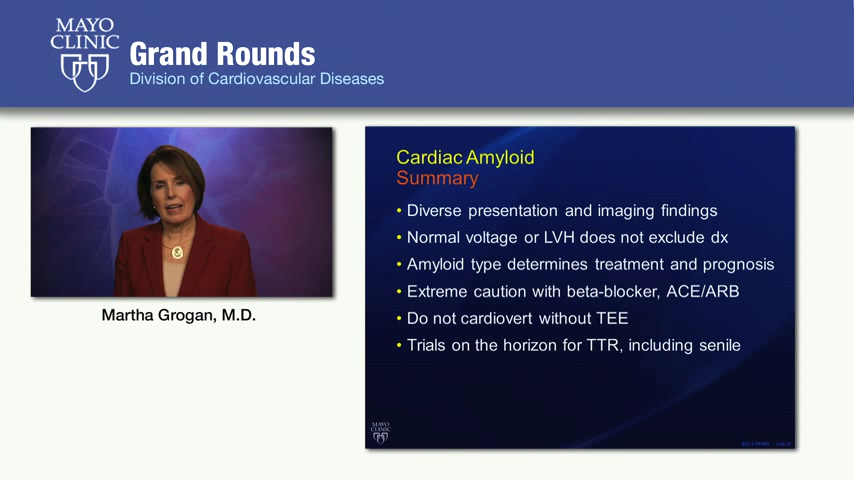 MAYO
CLINIC
Grand Rounds
Division of Cardiovascular Diseases
Martha Grogan, M.D.
Cardiac Amyloid
Summary
• Diverse presentation and imaging findings
• Normal voltage or LVH does not exclude dx
• Amyloid type determines treatment and prognosis
• Extreme caution with beta-blocker, ACE/ARB
• Do not cardiovert without TEE
• Trials on the horizon for TTR, including senile
MAYO
CLINIC